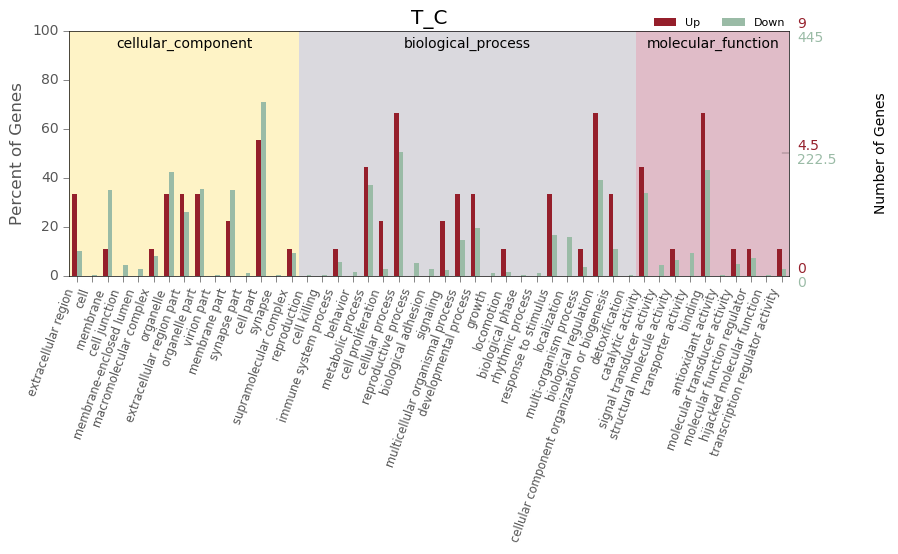 T_C
Up
Down
cellular_component
biological_process
molecular_function
Percent of Genes
100
80
60
40
20
0
9
445
4.5
222.5
0
0
Number of Genes
extracellular region
cell
membrane
cell junction
membrane-enclosed lumen
macromolecular complex
organelle
extracellular region part
organelle part
virion part
membrane part
synapse part
cell part
synapse
supramolecular complex
reproduction
cell killing
immune system process
behavior
metabolic process
cell proliferation
cellular process
reproductive process
biological adhesion
signaling
multicellular organismal process
developmental process
growth
locomotion
biological phase
rhythmic process
response to stimulus
localization
multi-organism process
biological regulation
cellular component organization or biogenesis
detoxification
catalytic activity
signal transducer activity
structural molecule activity
transporter activity
binding
antioxidant activity
molecular transducer activity
molecular function regulator
hijacked molecular function
transcription regulator activity